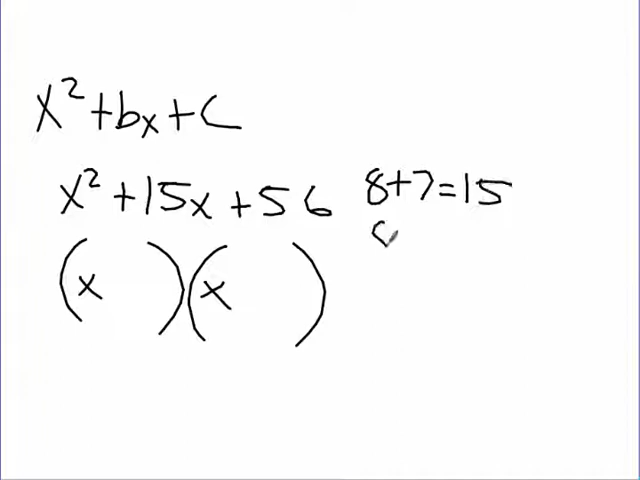 x² + bx + c
x² + 15x + 56
8 + 7 = 15
(x )(x )